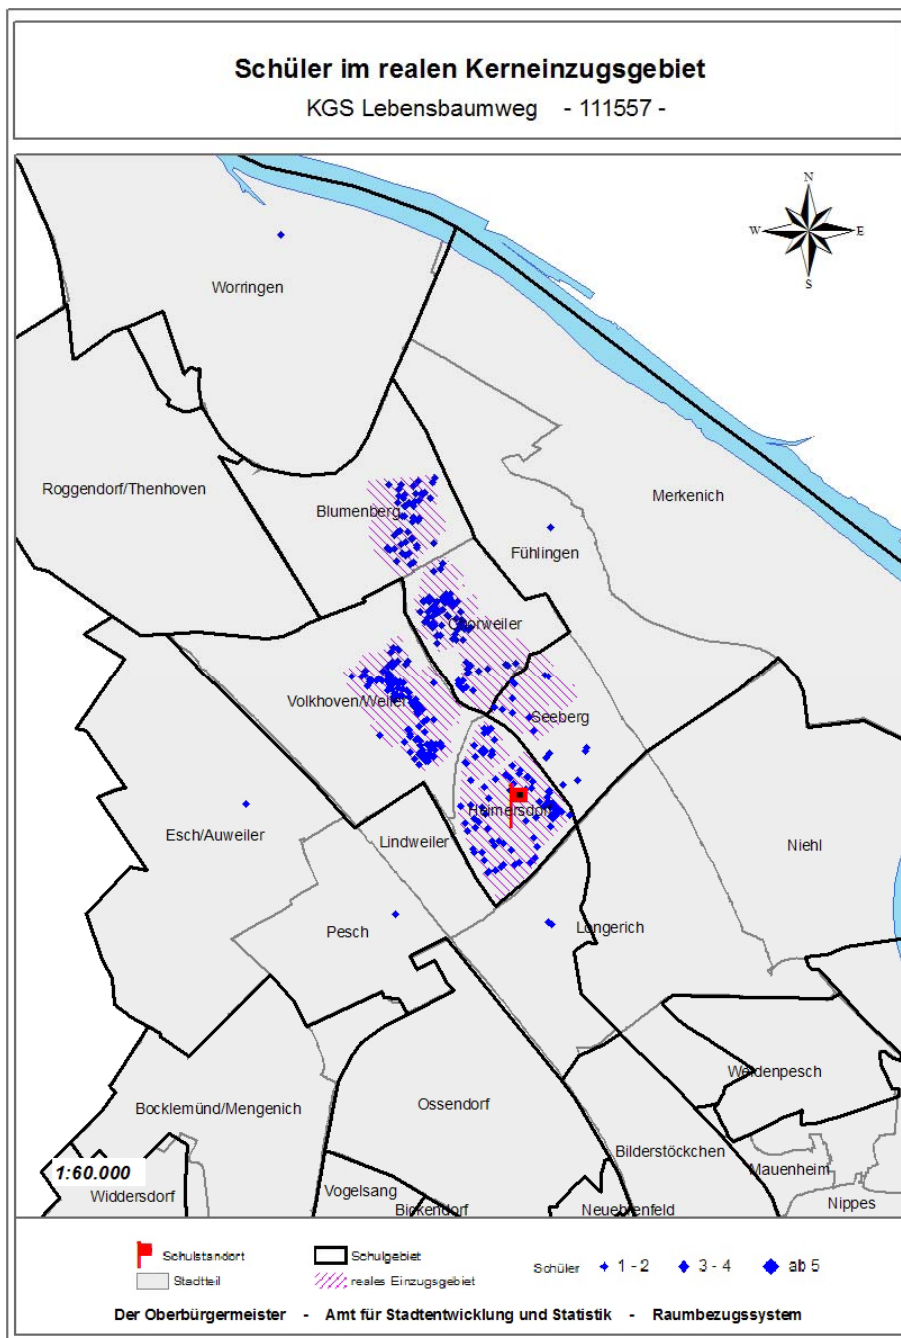 Schüler im realen Kerneinzugsgebiet
KGS Lebensbaumweg - 111557 -
N
W E
S
Worringen
Roggendorf/Thenhoven
Merkenich
Blumenberg
Fühlingen
Chorweiler
Volkhoven/Weiler
Seeberg
Heimersdorf
Esch/Auweiler
Lindweiler
Niehl
Pesch
Longerich
Weidenpesch
Ossendorf
Bocklemünd/Mengenich
Bilderstöckchen
Mauenheim
1:60.000
Vogelsang
Widdersdorf
Nippes
Bickendorf
Neuehrenfeld
Schulstandort Schulgebiet Schüler 1 - 2 3 - 4 ab 5
Stadtteil reales Einzugsgebiet
Der Oberbürgermeister - Amt für Stadtentwicklung und Statistik - Raumbezugssystem